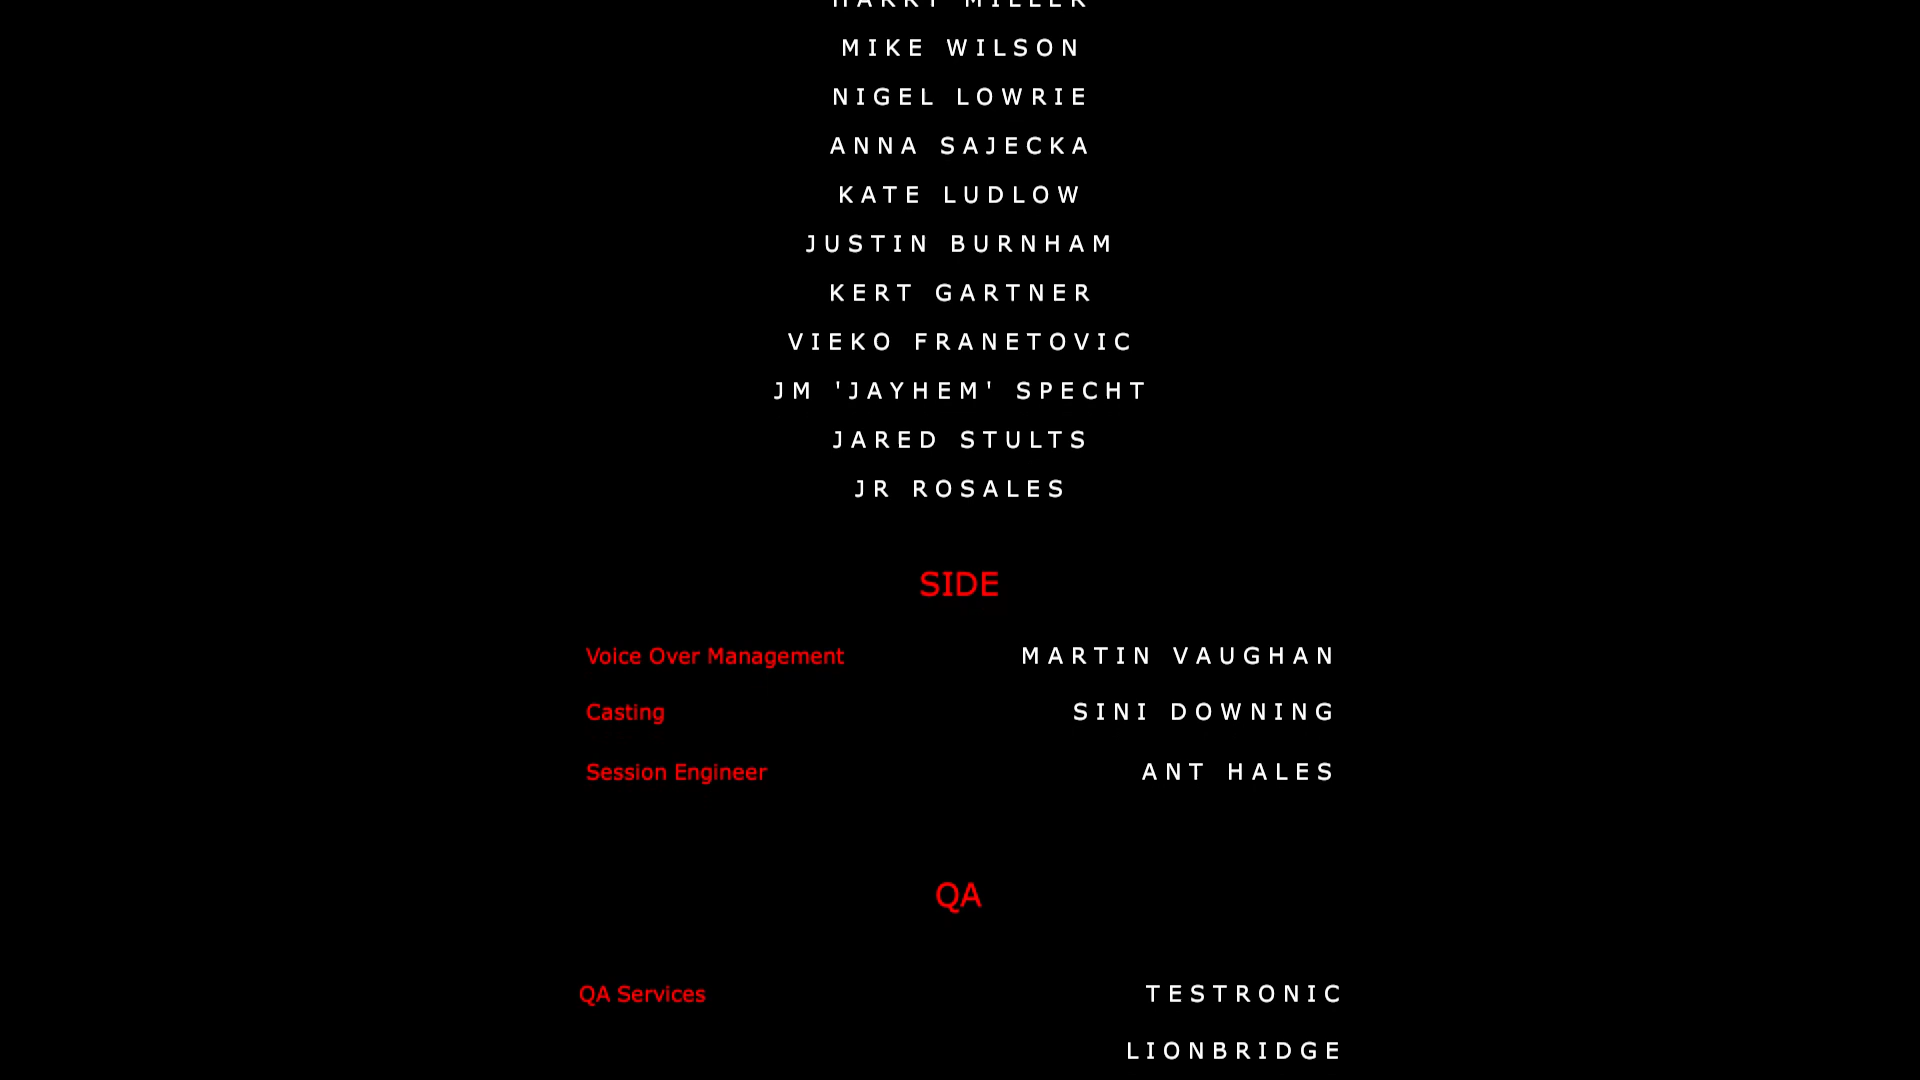 HARRY MILLER
MIKE WILSON
NIGEL LOWRIE
ANNA SAJECKA
KATE LUDLOW
JUSTIN BURNHAM
KERT GARTNER
VIEKO FRANETOVIC
JM 'JAYHEM' SPECHT
JARED STULTS
JR ROSALES
SIDE
Voice Over Management MARTIN VAUGHAN
Casting SINI DOWNING
Session Engineer ANT HALES
QA
QA Services TESTRONIC
LIONBRIDGE